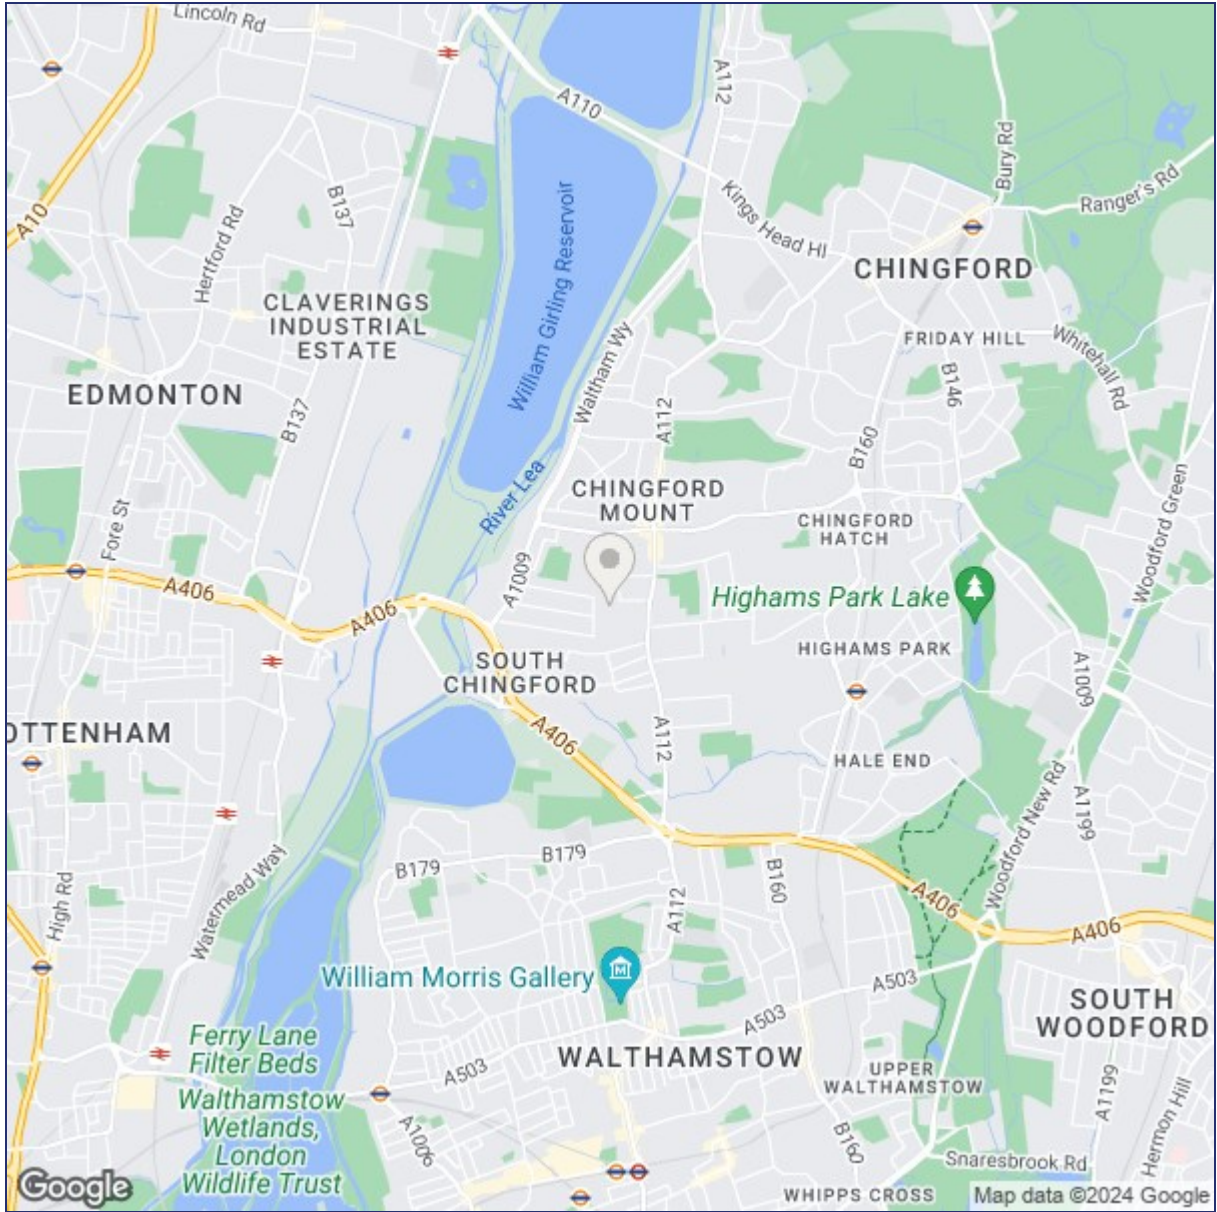 Lincoln Rd
A112
A110
Bury Rd
Ranger's Rd
A10
Hertford Rd
B137
William Girling Reservoir
Kings Head Hl
CHINGFORD
CLAVERINGS
INDUSTRIAL
ESTATE
Waltham Wy
FRIDAY HILL
Whitehall Rd
EDMONTON
B137
A112
B146
B160
River Lea
CHINGFORD
MOUNT
Woodford Green
Fore St
CHINGFORD
HATCH
A406
A406
A1009
Highams Park Lake
HIGHAMS PARK
SOUTH
CHINGFORD
A1009
OTTENHAM
A406
A112
HALE END
Woodford New Rd
A1199
B179
B179
B160
High Rd
Watermead Way
A112
A406
A406
William Morris Gallery
A503
SOUTH
WOODFORD
A503
Ferry Lane
Filter Beds
WALTHAMSTOW
A503
UPPER
WALTHAMSTOW
Walthamstow
Wetlands,
London
Wildlife Trust
A1006
B160
A1199
Hermon Hill
Snaresbrook Rd
WHIPPS CROSS
Google
Map data ©2024 Google